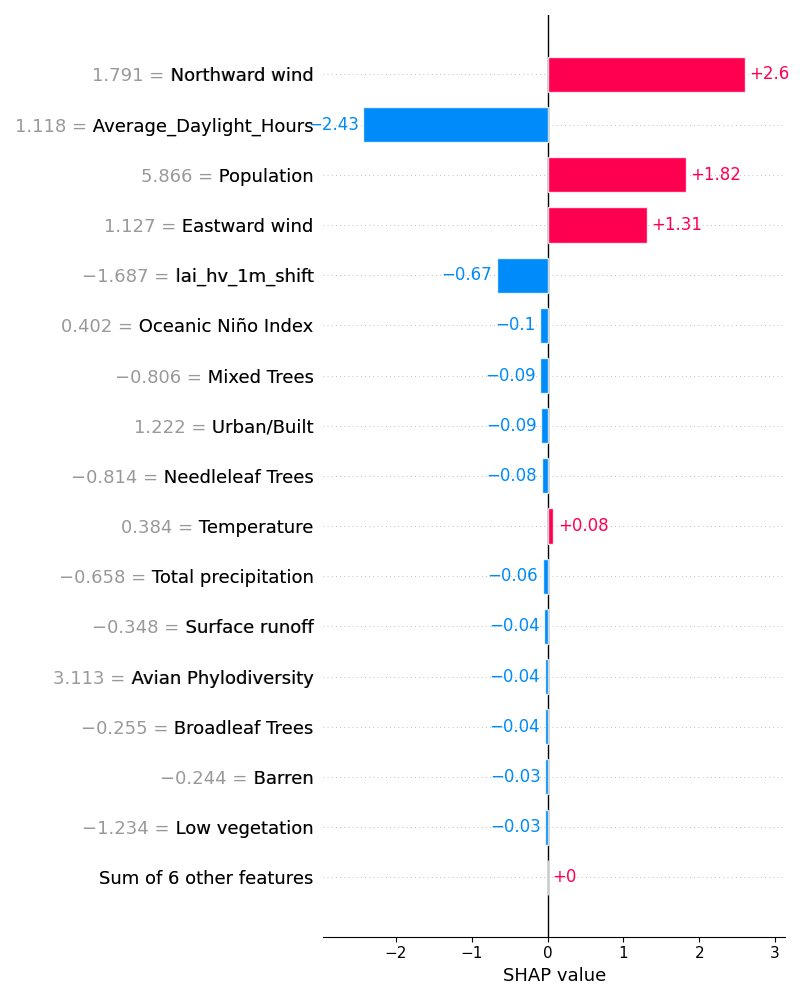 1.791 = Northward wind +2.6
1.118 = Average_Daylight_Hours −2.43
5.866 = Population +1.82
1.127 = Eastward wind +1.31
−1.687 = lai_hv_1m_shift −0.67
0.402 = Oceanic Niño Index −0.1
−0.806 = Mixed Trees −0.09
1.222 = Urban/Built −0.09
−0.814 = Needleleaf Trees −0.08
0.384 = Temperature +0.08
−0.658 = Total precipitation −0.06
−0.348 = Surface runoff −0.04
3.113 = Avian Phylodiversity −0.04
−0.255 = Broadleaf Trees −0.04
−0.244 = Barren −0.03
−1.234 = Low vegetation −0.03
Sum of 6 other features +0
−2 −1 0 1 2 3
SHAP value